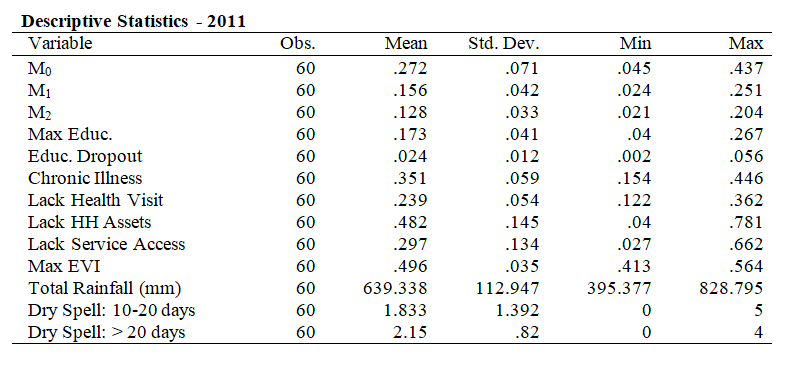 Descriptive Statistics - 2011
Variable Obs. Mean Std. Dev. Min Max
M0 60 .272 .071 .045 .437
M1 60 .156 .042 .024 .251
M2 60 .128 .033 .021 .204
Max Educ. 60 .173 .041 .04 .267
Educ. Dropout 60 .024 .012 .002 .056
Chronic Illness 60 .351 .059 .154 .446
Lack Health Visit 60 .239 .054 .122 .362
Lack HH Assets 60 .482 .145 .04 .781
Lack Service Access 60 .297 .134 .027 .662
Max EVI 60 .496 .035 .413 .564
Total Rainfall (mm) 60 639.338 112.947 395.377 828.795
Dry Spell: 10-20 days 60 1.833 1.392 0 5
Dry Spell: > 20 days 60 2.15 .82 0 4